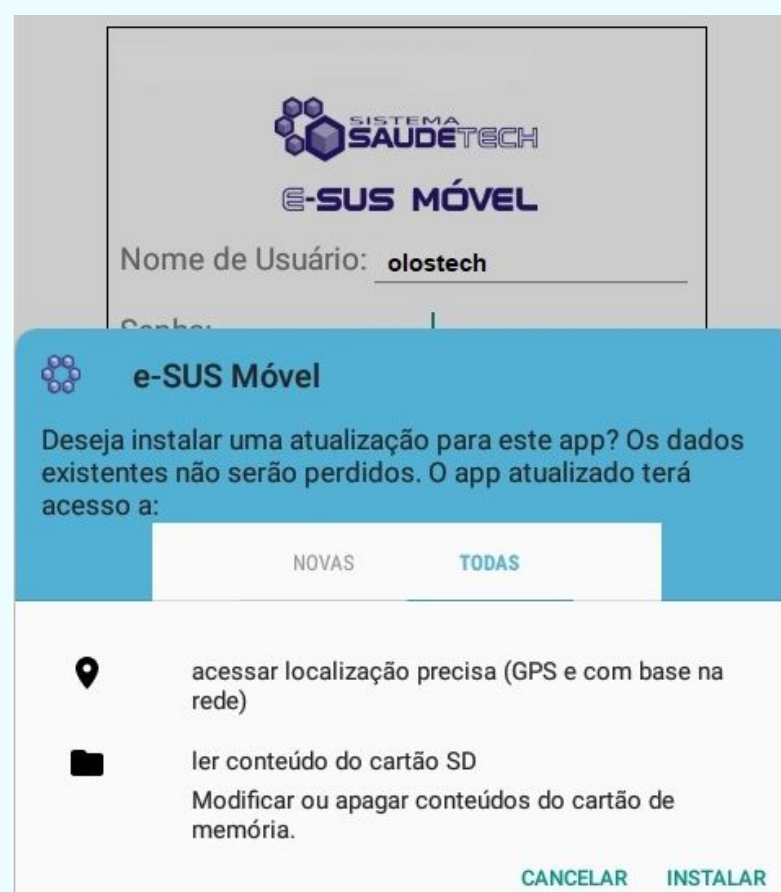 SISTEMA
SAUDETECH
E-SUS MÓVEL
Nome de Usuário: olostech
Senha:
e-SUS Móvel
Deseja instalar uma atualização para este app? Os dados
existentes não serão perdidos. O app atualizado terá
acesso a:
NOVAS TODAS
acessar localização precisa (GPS e com base na
rede)
ler conteúdo do cartão SD
Modificar ou apagar conteúdos do cartão de
memória.
CANCELAR INSTALAR